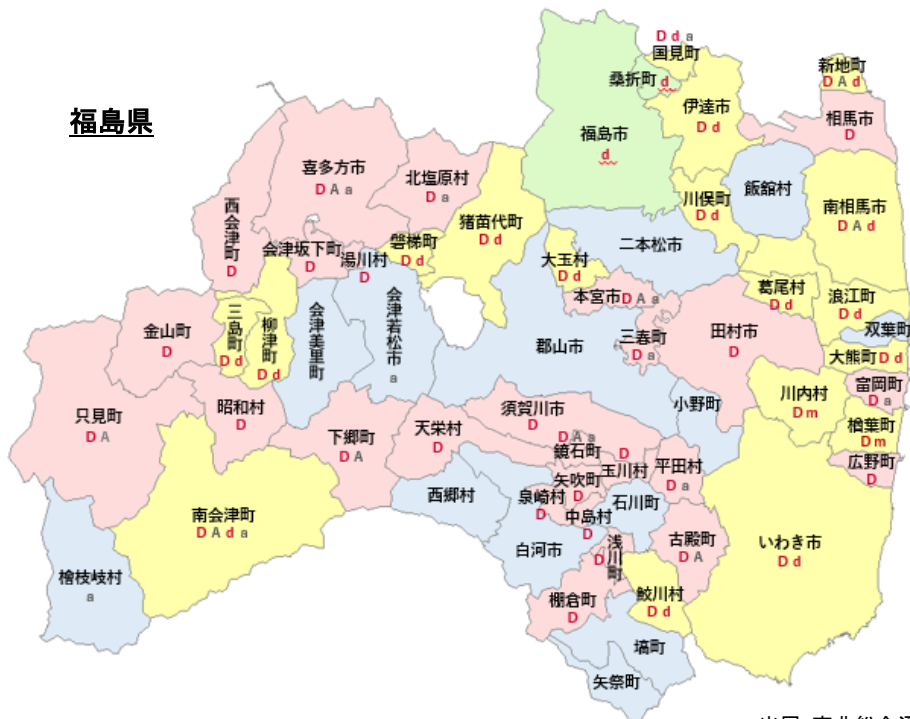 福島県
D d a
国見町
桑折町 d
新地町
D A d
伊達市
D d
相馬市
D
福島市
d
喜多方市
D A a
北塩原村
D a
飯舘村
川俣町
D d
南相馬市
D A d
西会津町
D
猪苗代町
D d
会津坂下町
D
湯川村
D
磐梯町
D d
二本松市
大玉村
D d
本宮市D A a
葛尾村
D d
浪江町
D d
双葉町
三島町
D d
柳津町
D d
会津美里町
会津若松市
a
金山町
D
郡山市
三春町
D a
田村市
D
大熊町D d
富岡町
D a
川内村
D m
小野町
楢葉町
D m
広野町
D
只見町
D A
昭和村
D
下郷町
D A
天栄村
D
須賀川市
D
D A a
鏡石町
D
玉川村
平田村
D a
矢吹町
D
泉崎村
D
中島村
D
石川町
西郷村
白河市
南会津町
D A d a
檜枝岐村
a
浅川町
D
古殿町
D A
いわき市
D d
棚倉町
D
鮫川村
D d
塙町
矢祭町